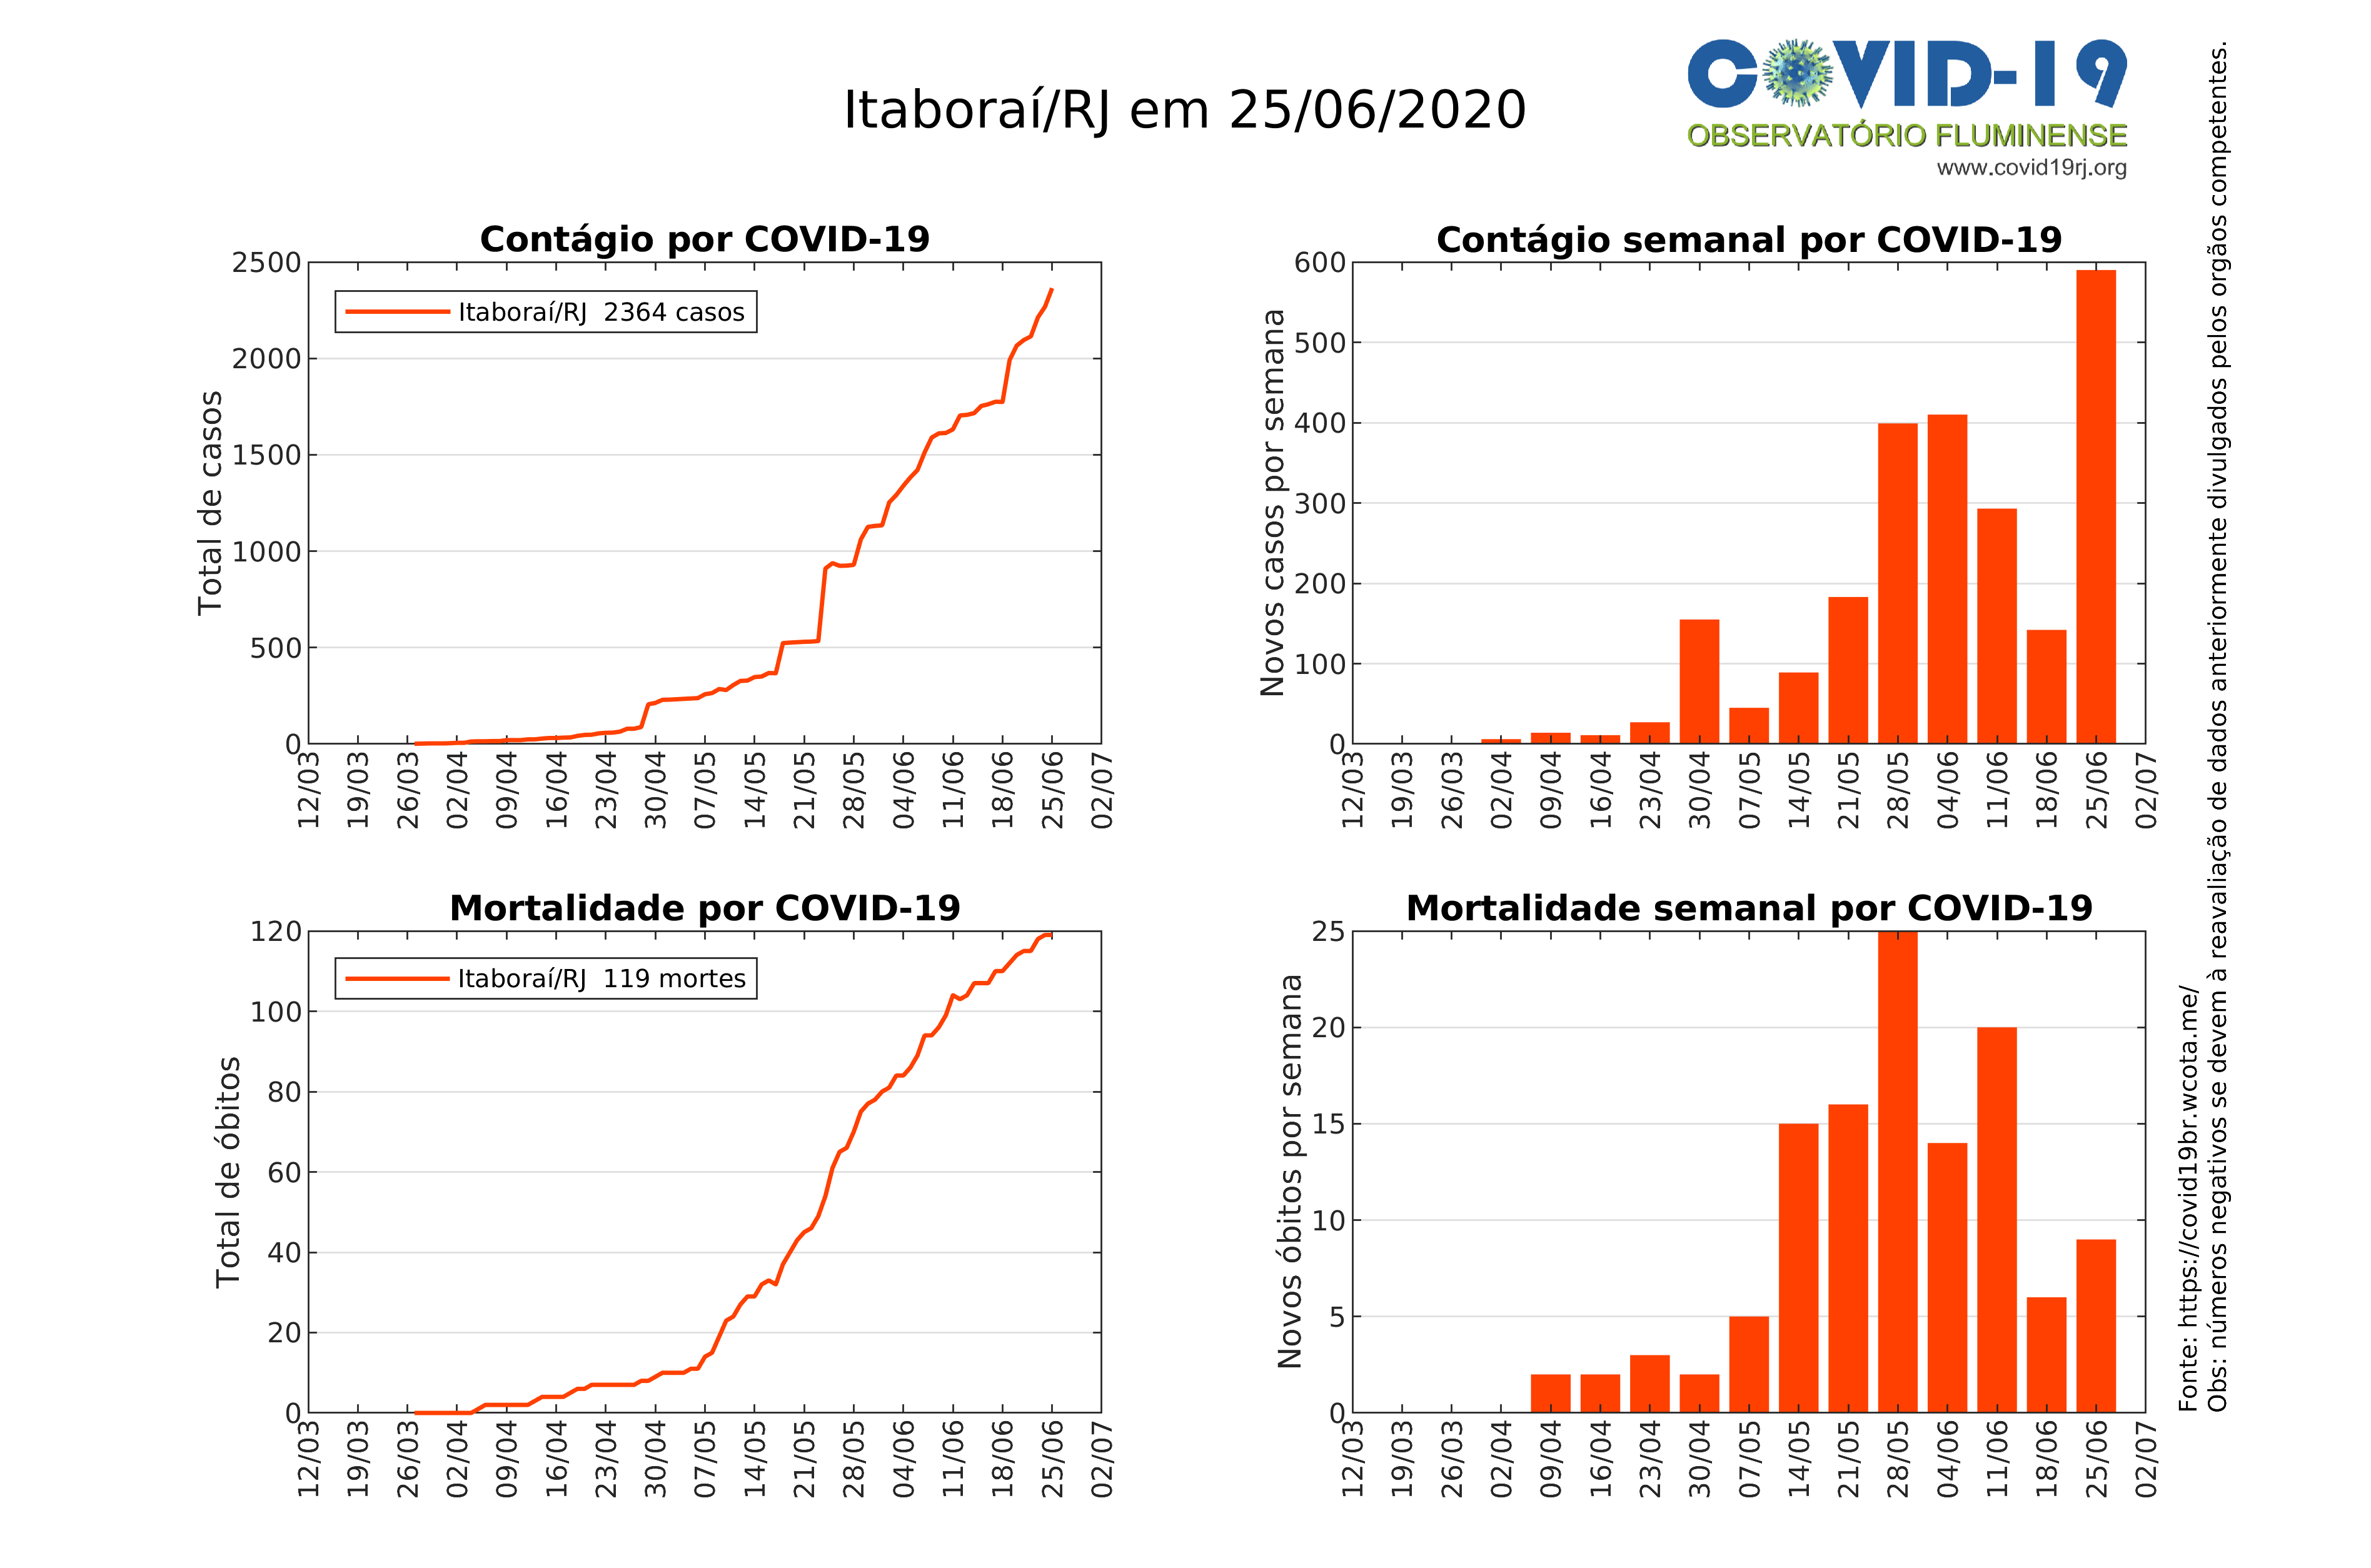 Itaboraí/RJ em 25/06/2020
COVID-19
OBSERVATÓRIO FLUMINENSE
www.covid19rj.org
Contágio por COVID-19
Total de casos
2500
2000
1500
1000
500
0
Itaboraí/RJ 2364 casos
12/03 19/03 26/03 02/04 09/04 16/04 23/04 30/04 07/05 14/05 21/05 28/05 04/06 11/06 18/06 25/06 02/07
Contágio semanal por COVID-19
Novos casos por semana
600
500
400
300
200
100
0
12/03 19/03 26/03 02/04 09/04 16/04 23/04 30/04 07/05 14/05 21/05 28/05 04/06 11/06 18/06 25/06 02/07
Mortalidade por COVID-19
Total de óbitos
120
100
80
60
40
20
0
Itaboraí/RJ 119 mortes
12/03 19/03 26/03 02/04 09/04 16/04 23/04 30/04 07/05 14/05 21/05 28/05 04/06 11/06 18/06 25/06 02/07
Mortalidade semanal por COVID-19
Novos óbitos por semana
25
20
15
10
5
0
12/03 19/03 26/03 02/04 09/04 16/04 23/04 30/04 07/05 14/05 21/05 28/05 04/06 11/06 18/06 25/06 02/07
Fonte: https://covid19br.wcota.me/
Obs: números negativos se devem à reavaliação de dados anteriormente divulgados pelos orgãos competentes.